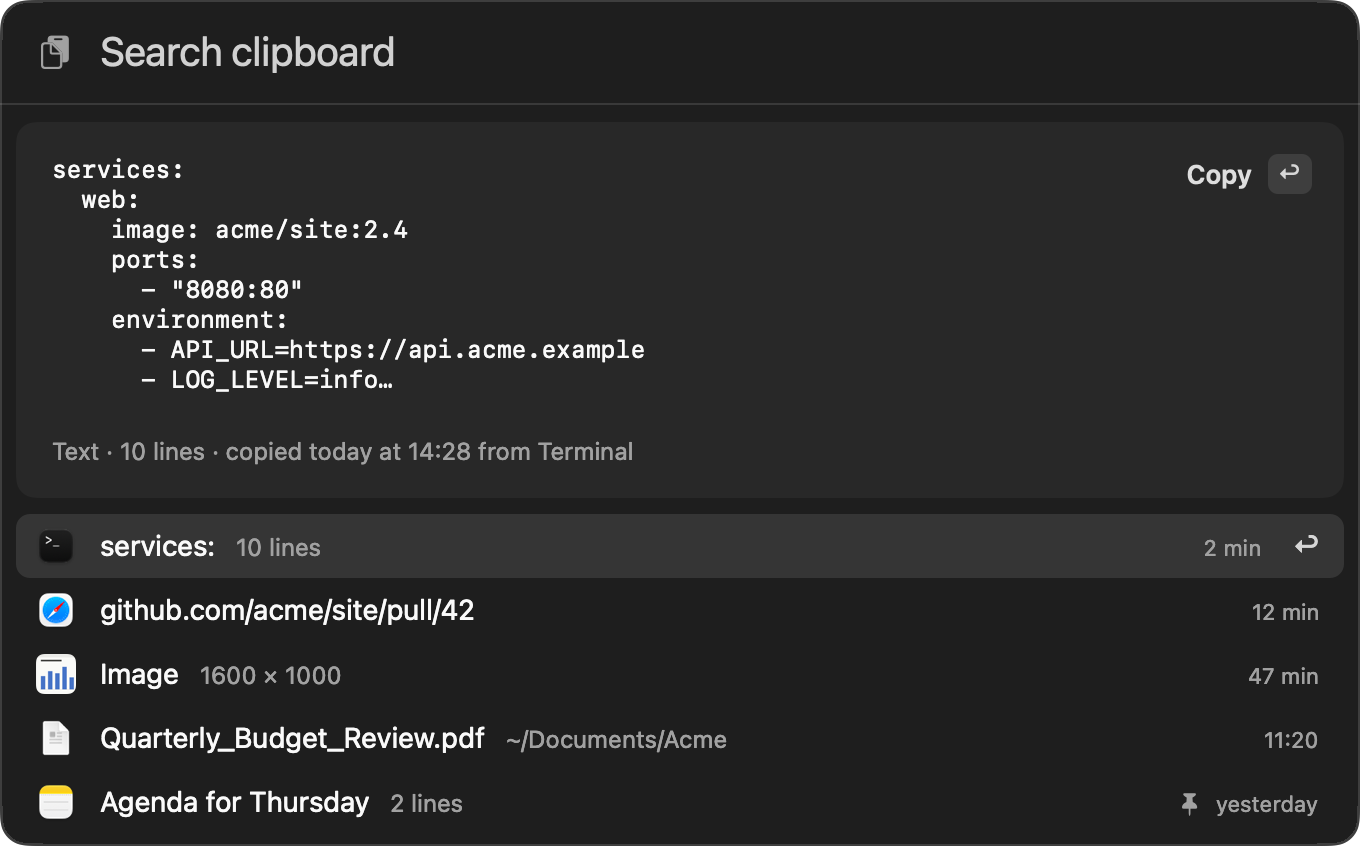 Search clipboard
services:
  web:
    image: acme/site:2.4
    ports:
      - "8080:80"
    environment:
      - API_URL=https://api.acme.example
      - LOG_LEVEL=info…
Copy
Text · 10 lines · copied today at 14:28 from Terminal
services: 10 lines 2 min
github.com/acme/site/pull/42 12 min
Image 1600 × 1000 47 min
Quarterly_Budget_Review.pdf ~/Documents/Acme 11:20
Agenda for Thursday 2 lines yesterday